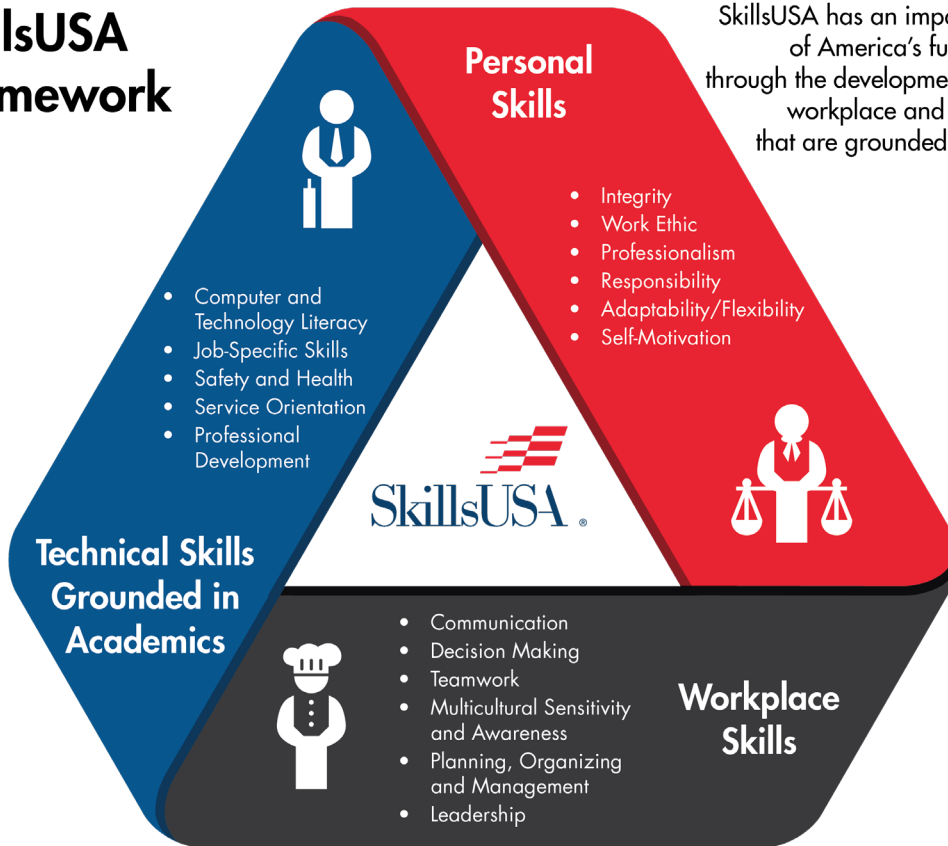 llsUSA
mework
SkillsUSA has an impo
of America's fu
through the developme
workplace and
that are grounded
Personal
Skills
• Integrity
• Work Ethic
• Professionalism
• Responsibility
• Adaptability/Flexibility
• Self-Motivation
• Computer and
Technology Literacy
• Job-Specific Skills
• Safety and Health
• Service Orientation
• Professional
Development
Technical Skills
Grounded in
Academics
SkillsUSA®
• Communication
• Decision Making
• Teamwork
• Multicultural Sensitivity
and Awareness
• Planning, Organizing
and Management
• Leadership
Workplace
Skills